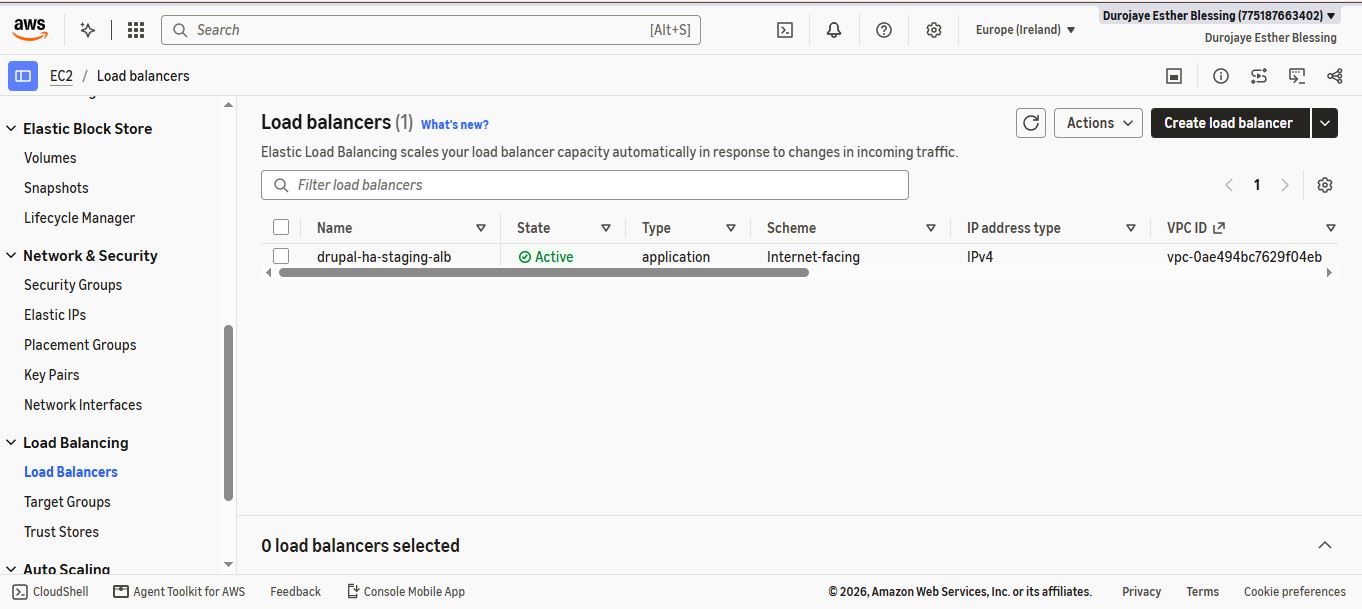 aws
Search [Alt+S]
Europe (Ireland) ▼
Durojaye Esther Blessing (775187663402) ▼
Durojaye Esther Blessing
EC2 / Load balancers
Elastic Block Store
Volumes
Snapshots
Lifecycle Manager
Network & Security
Security Groups
Elastic IPs
Placement Groups
Key Pairs
Network Interfaces
Load Balancing
Load Balancers
Target Groups
Trust Stores
Auto Scaling
Load balancers (1) What's new?
Actions
Create load balancer
Elastic Load Balancing scales your load balancer capacity automatically in response to changes in incoming traffic.
Filter load balancers
1
Name State Type Scheme IP address type VPC ID
drupal-ha-staging-alb Active application Internet-facing IPv4 vpc-0ae494bc7629f04eb
0 load balancers selected
CloudShell Agent Toolkit for AWS Feedback Console Mobile App © 2026, Amazon Web Services, Inc. or its affiliates. Privacy Terms Cookie preferences